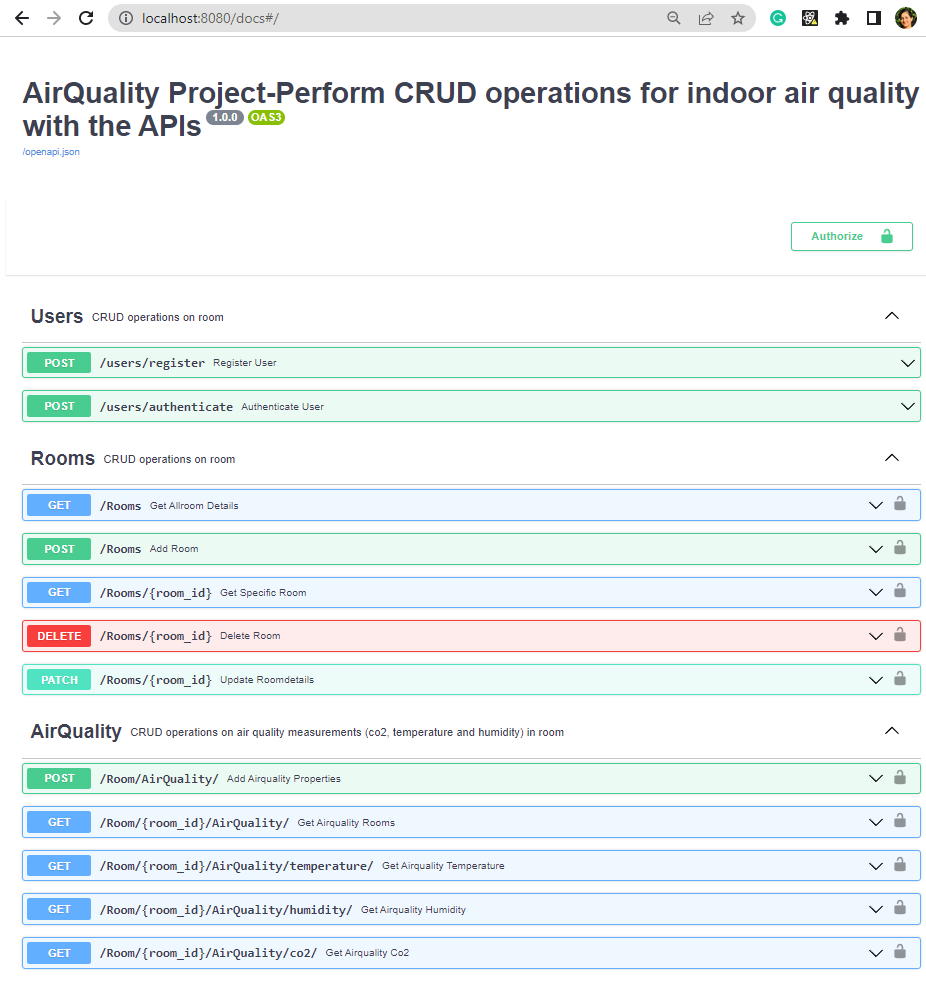 localhost:8080/docs#/
AirQuality Project-Perform CRUD operations for indoor air quality
with the APIs 1.0.0 OAS3
/openapi.json
Authorize
Users CRUD operations on room
POST /users/register Register User
POST /users/authenticate Authenticate User
Rooms CRUD operations on room
GET /Rooms Get Allroom Details
POST /Rooms Add Room
GET /Rooms/{room_id} Get Specific Room
DELETE /Rooms/{room_id} Delete Room
PATCH /Rooms/{room_id} Update Roomdetails
AirQuality CRUD operations on air quality measurements (co2, temperature and humidity) in room
POST /Room/AirQuality/ Add Airquality Properties
GET /Room/{room_id}/AirQuality/ Get Airquality Rooms
GET /Room/{room_id}/AirQuality/temperature/ Get Airquality Temperature
GET /Room/{room_id}/AirQuality/humidity/ Get Airquality Humidity
GET /Room/{room_id}/AirQuality/co2/ Get Airquality Co2